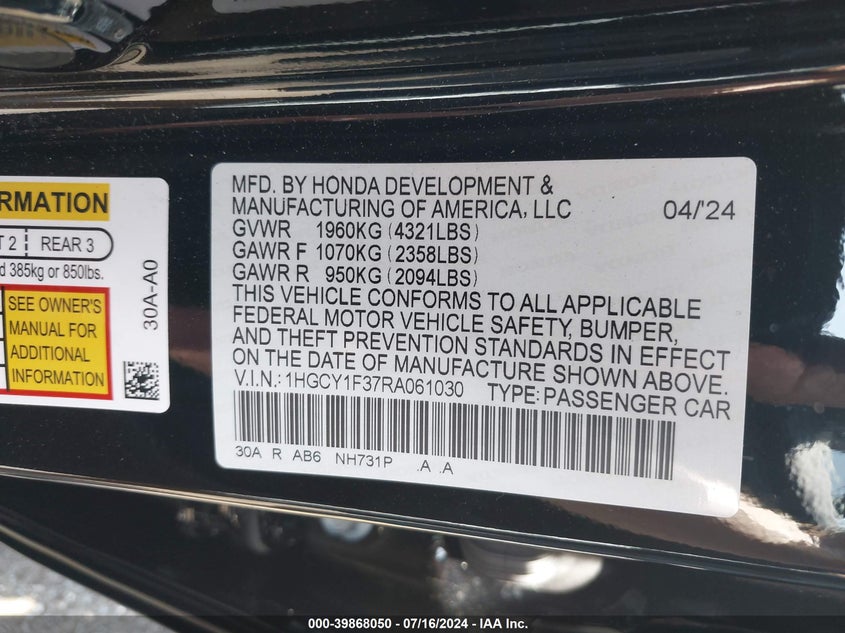 RMATION
T 2 REAR 3
d 385kg or 850lbs.
SEE OWNER'S
MANUAL FOR
ADDITIONAL
INFORMATION
30A-A0
MFD. BY HONDA DEVELOPMENT &
MANUFACTURING OF AMERICA, LLC 04/'24
GVWR 1960KG (4321LBS)
GAWR F 1070KG (2358LBS)
GAWR R 950KG (2094LBS)
THIS VEHICLE CONFORMS TO ALL APPLICABLE
FEDERAL MOTOR VEHICLE SAFETY, BUMPER,
AND THEFT PREVENTION STANDARDS IN EFFECT
ON THE DATE OF MANUFACTURE SHOWN ABOVE.
V.I.N.: 1HGCY1F37RA061030 TYPE: PASSENGER CAR
30A R AB6 NH731P .A .A
000-39868050 / 07/16/2024 - IAA Inc.